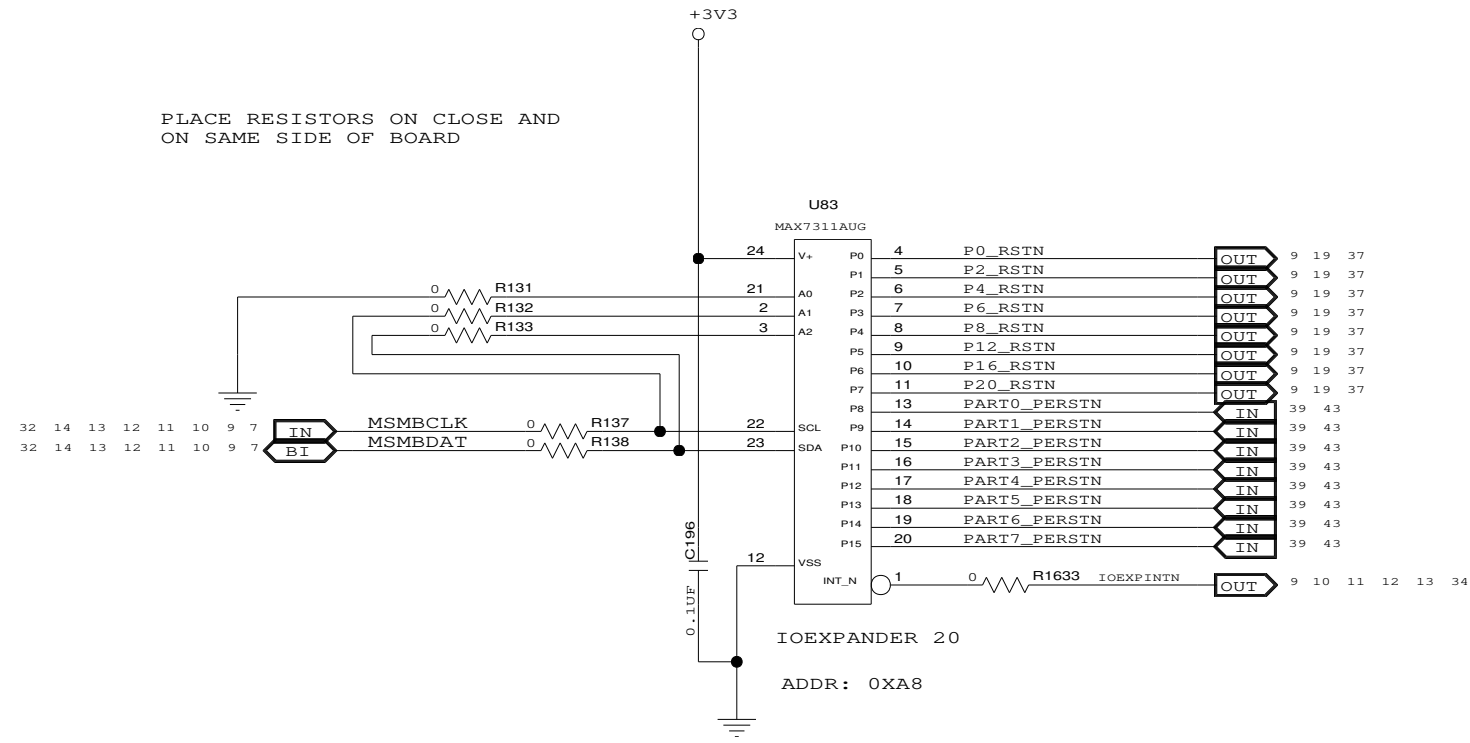 +3V3
PLACE RESISTORS ON CLOSE AND
ON SAME SIDE OF BOARD
U83
MAX7311AUG
24 V+ P0 4 P0_RSTN OUT 9 19 37
P1 5 P2_RSTN OUT 9 19 37
0 R131 21 A0 P2 6 P4_RSTN OUT 9 19 37
0 R132 2 A1 P3 7 P6_RSTN OUT 9 19 37
0 R133 3 A2 P4 8 P8_RSTN OUT 9 19 37
P5 9 P12_RSTN OUT 9 19 37
P6 10 P16_RSTN OUT 9 19 37
P7 11 P20_RSTN OUT 9 19 37
P8 13 PART0_PERSTN IN 39 43
32 14 13 12 11 10 9 7 IN MSMBCLK 0 R137 22 SCL P9 14 PART1_PERSTN IN 39 43
32 14 13 12 11 10 9 7 BI MSMBDAT 0 R138 23 SDA P10 15 PART2_PERSTN IN 39 43
P11 16 PART3_PERSTN IN 39 43
P12 17 PART4_PERSTN IN 39 43
P13 18 PART5_PERSTN IN 39 43
P14 19 PART6_PERSTN IN 39 43
P15 20 PART7_PERSTN IN 39 43
C196
0.1UF
12 VSS
INT_N 1 0 R1633 IOEXPINTN OUT 9 10 11 12 13 34
IOEXPANDER 20
ADDR: 0XA8